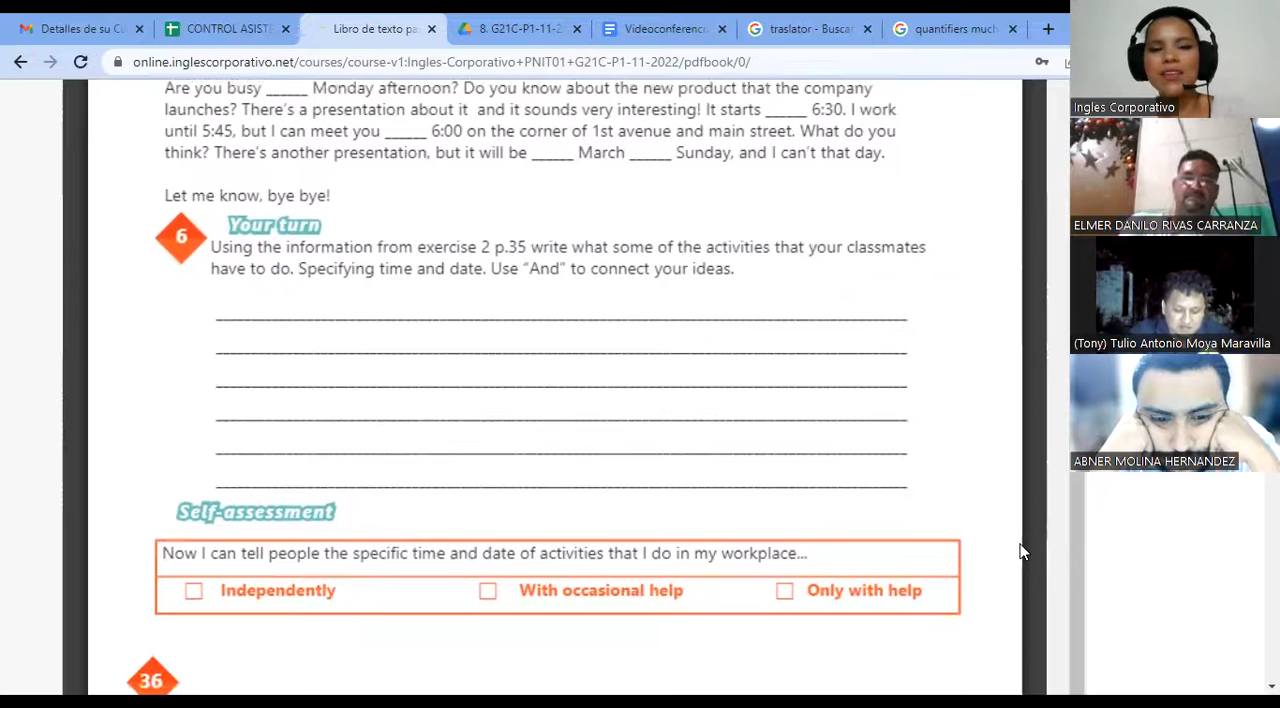 Detalles de su Cu
CONTROL ASISTE
Libro de texto pa
8. G21C-P1-11-2
Videoconferenci
traslator - Buscar
quantifiers much
online.inglescorporativo.net/courses/course-v1:Ingles-Corporativo+PNIT01+G21C-P1-11-2022/pdfbook/0/
Are you busy ______ Monday afternoon? Do you know about the new product that the company
launches? There's a presentation about it and it sounds very interesting! It starts ______ 6:30. I work
until 5:45, but I can meet you ______ 6:00 on the corner of 1st avenue and main street. What do you
think? There's another presentation, but it will be ______ March ______ Sunday, and I can't that day.
Let me know, bye bye!
6
Your turn
Using the information from exercise 2 p.35 write what some of the activities that your classmates
have to do. Specifying time and date. Use “And” to connect your ideas.
Self-assessment
Now I can tell people the specific time and date of activities that I do in my workplace...
Independently
With occasional help
Only with help
36
Ingles Corporativo
ELMER DANILO RIVAS CARRANZA
(Tony) Tulio Antonio Moya Maravilla
ABNER MOLINA HERNANDEZ